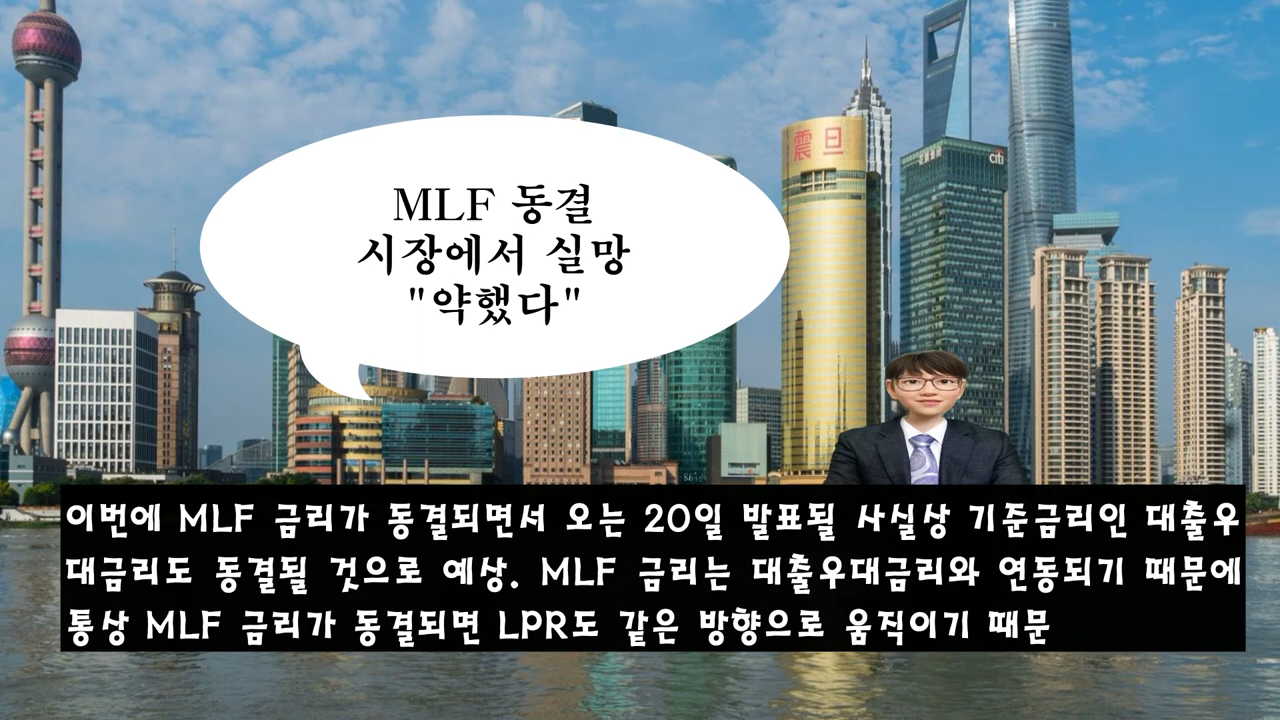 震旦
citi
MLF 동결
시장에서 실망
"약했다"
이번에 MLF 금리가 동결되면서 오는 20일 발표될 사실상 기준금리인 대출우
대금리도 동결될 것으로 예상. MLF 금리는 대출우대금리와 연동되기 때문에
통상 MLF 금리가 동결되면 LPR도 같은 방향으로 움직이기 때문